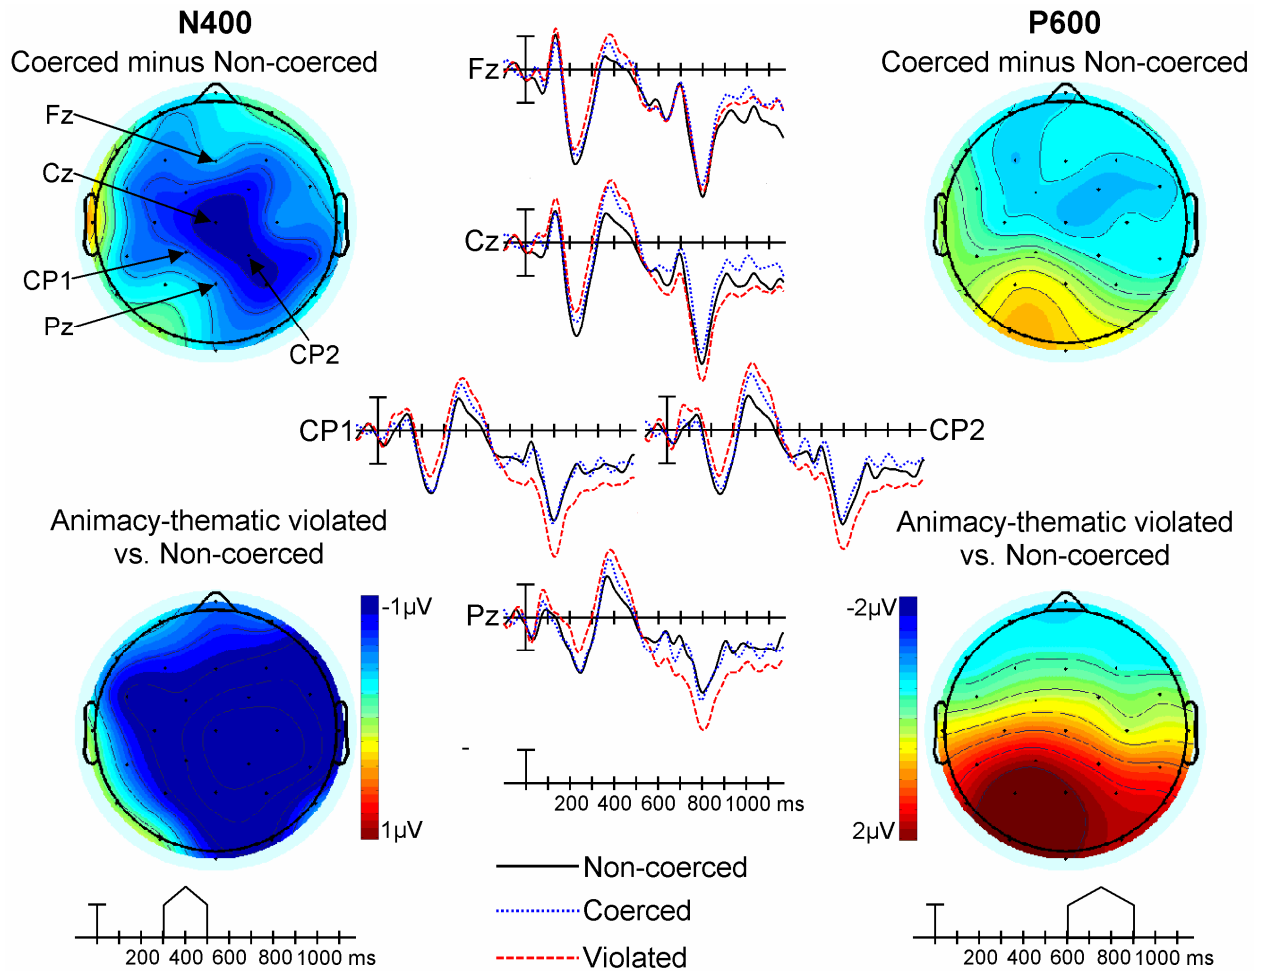 N400
Coerced minus Non-coerced
Fz
Cz
CP1
Pz
CP2
P600
Coerced minus Non-coerced
Fz
Cz
CP1
CP2
Pz
-
200 400 600 800 1000 ms
Animacy-thematic violated
vs. Non-coerced
-1µV
1µV
Animacy-thematic violated
vs. Non-coerced
-2µV
2µV
Non-coerced
Coerced
Violated
200 400 600 800 1000 ms
200 400 600 800 1000 ms